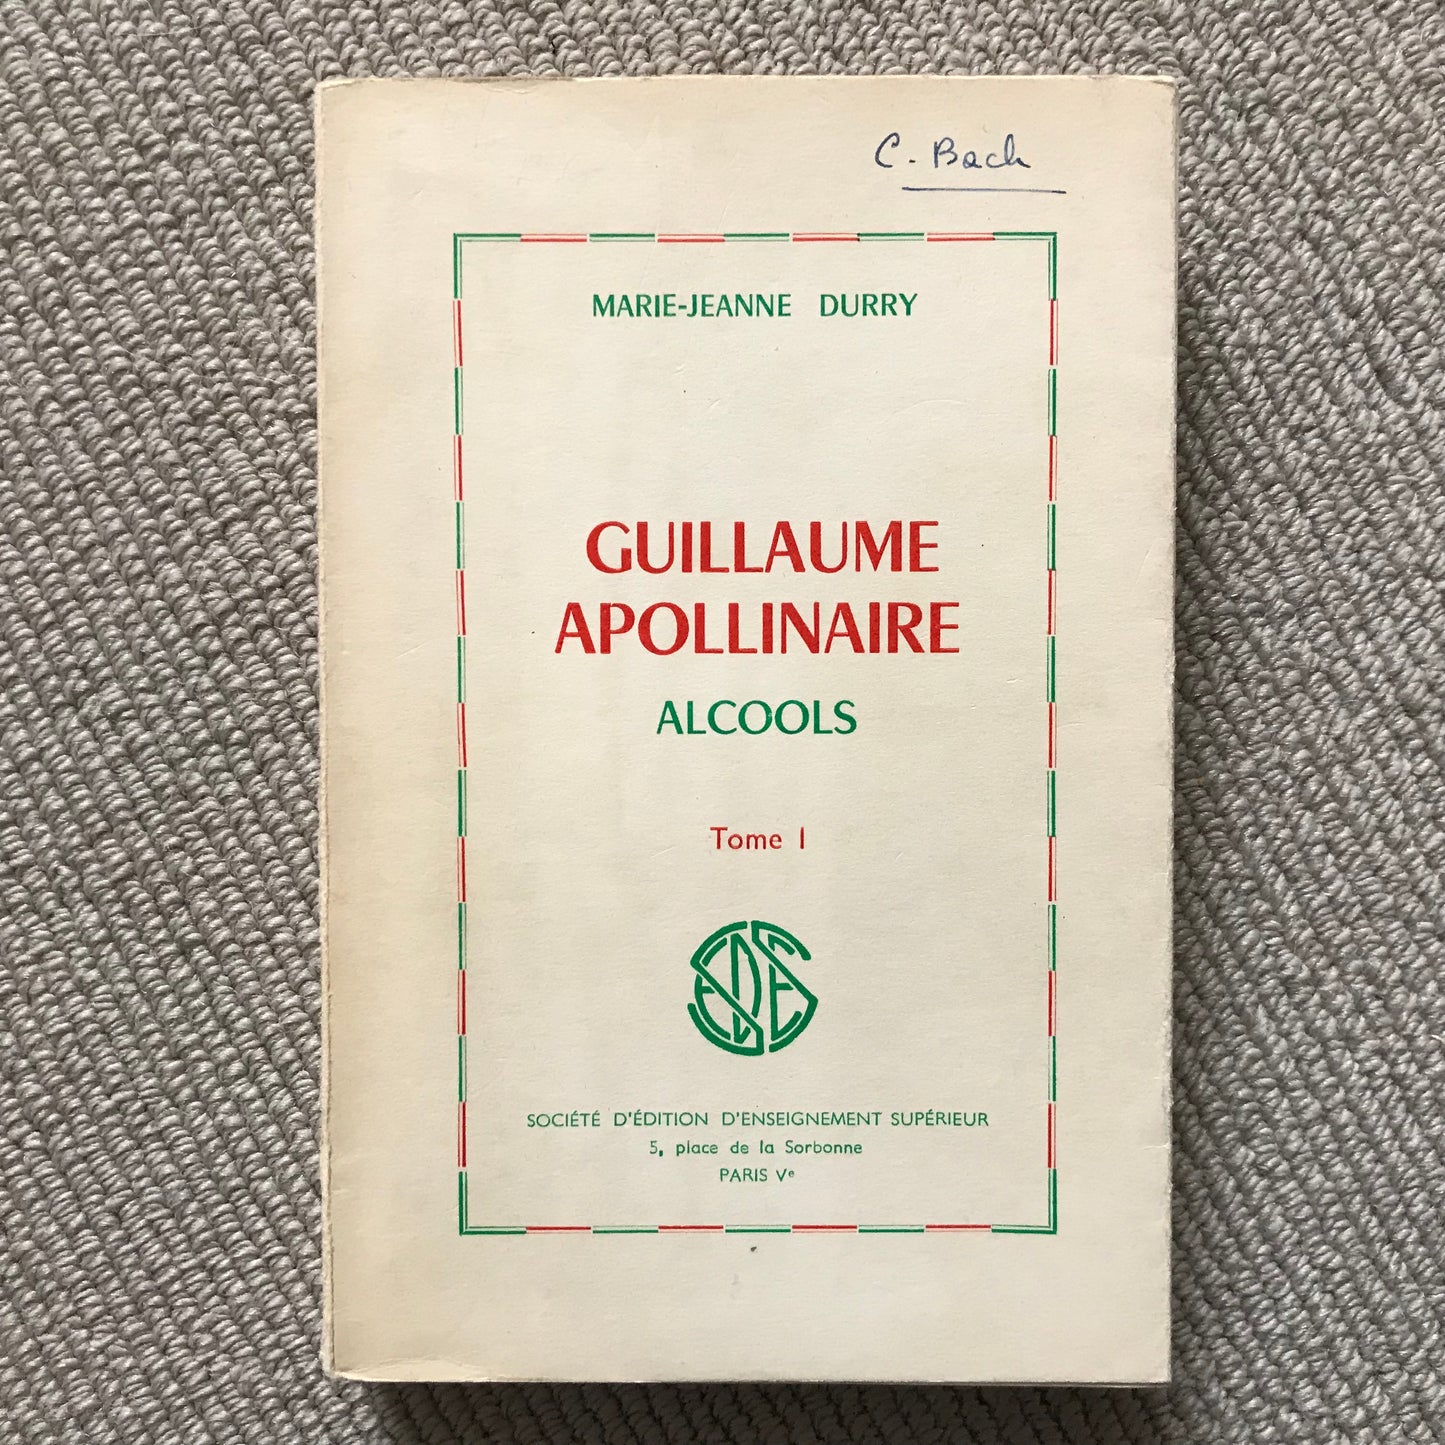 C. Bach
MARIE-JEANNE DURRY
GUILLAUME
APOLLINAIRE
ALCOOLS
Tome I
SEDES
SOCIÉTÉ D'ÉDITION D'ENSEIGNEMENT SUPÉRIEUR
5, place de la Sorbonne
PARIS Vᵉ